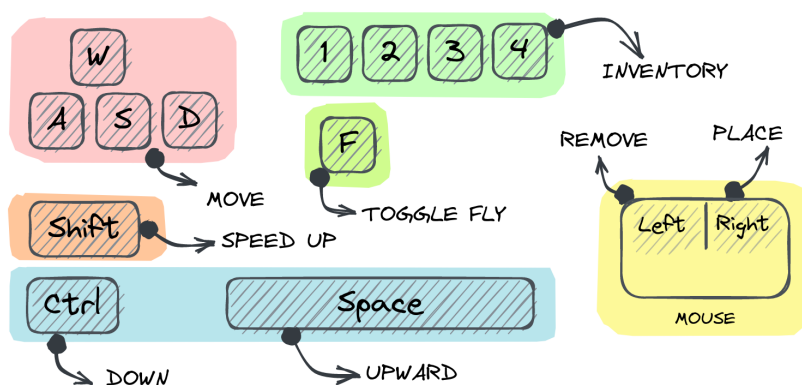 W
A S D
MOVE
1 2 3 4
INVENTORY
F
TOGGLE FLY
Shift
SPEED UP
Ctrl
DOWN
Space
UPWARD
REMOVE
PLACE
Left
Right
MOUSE